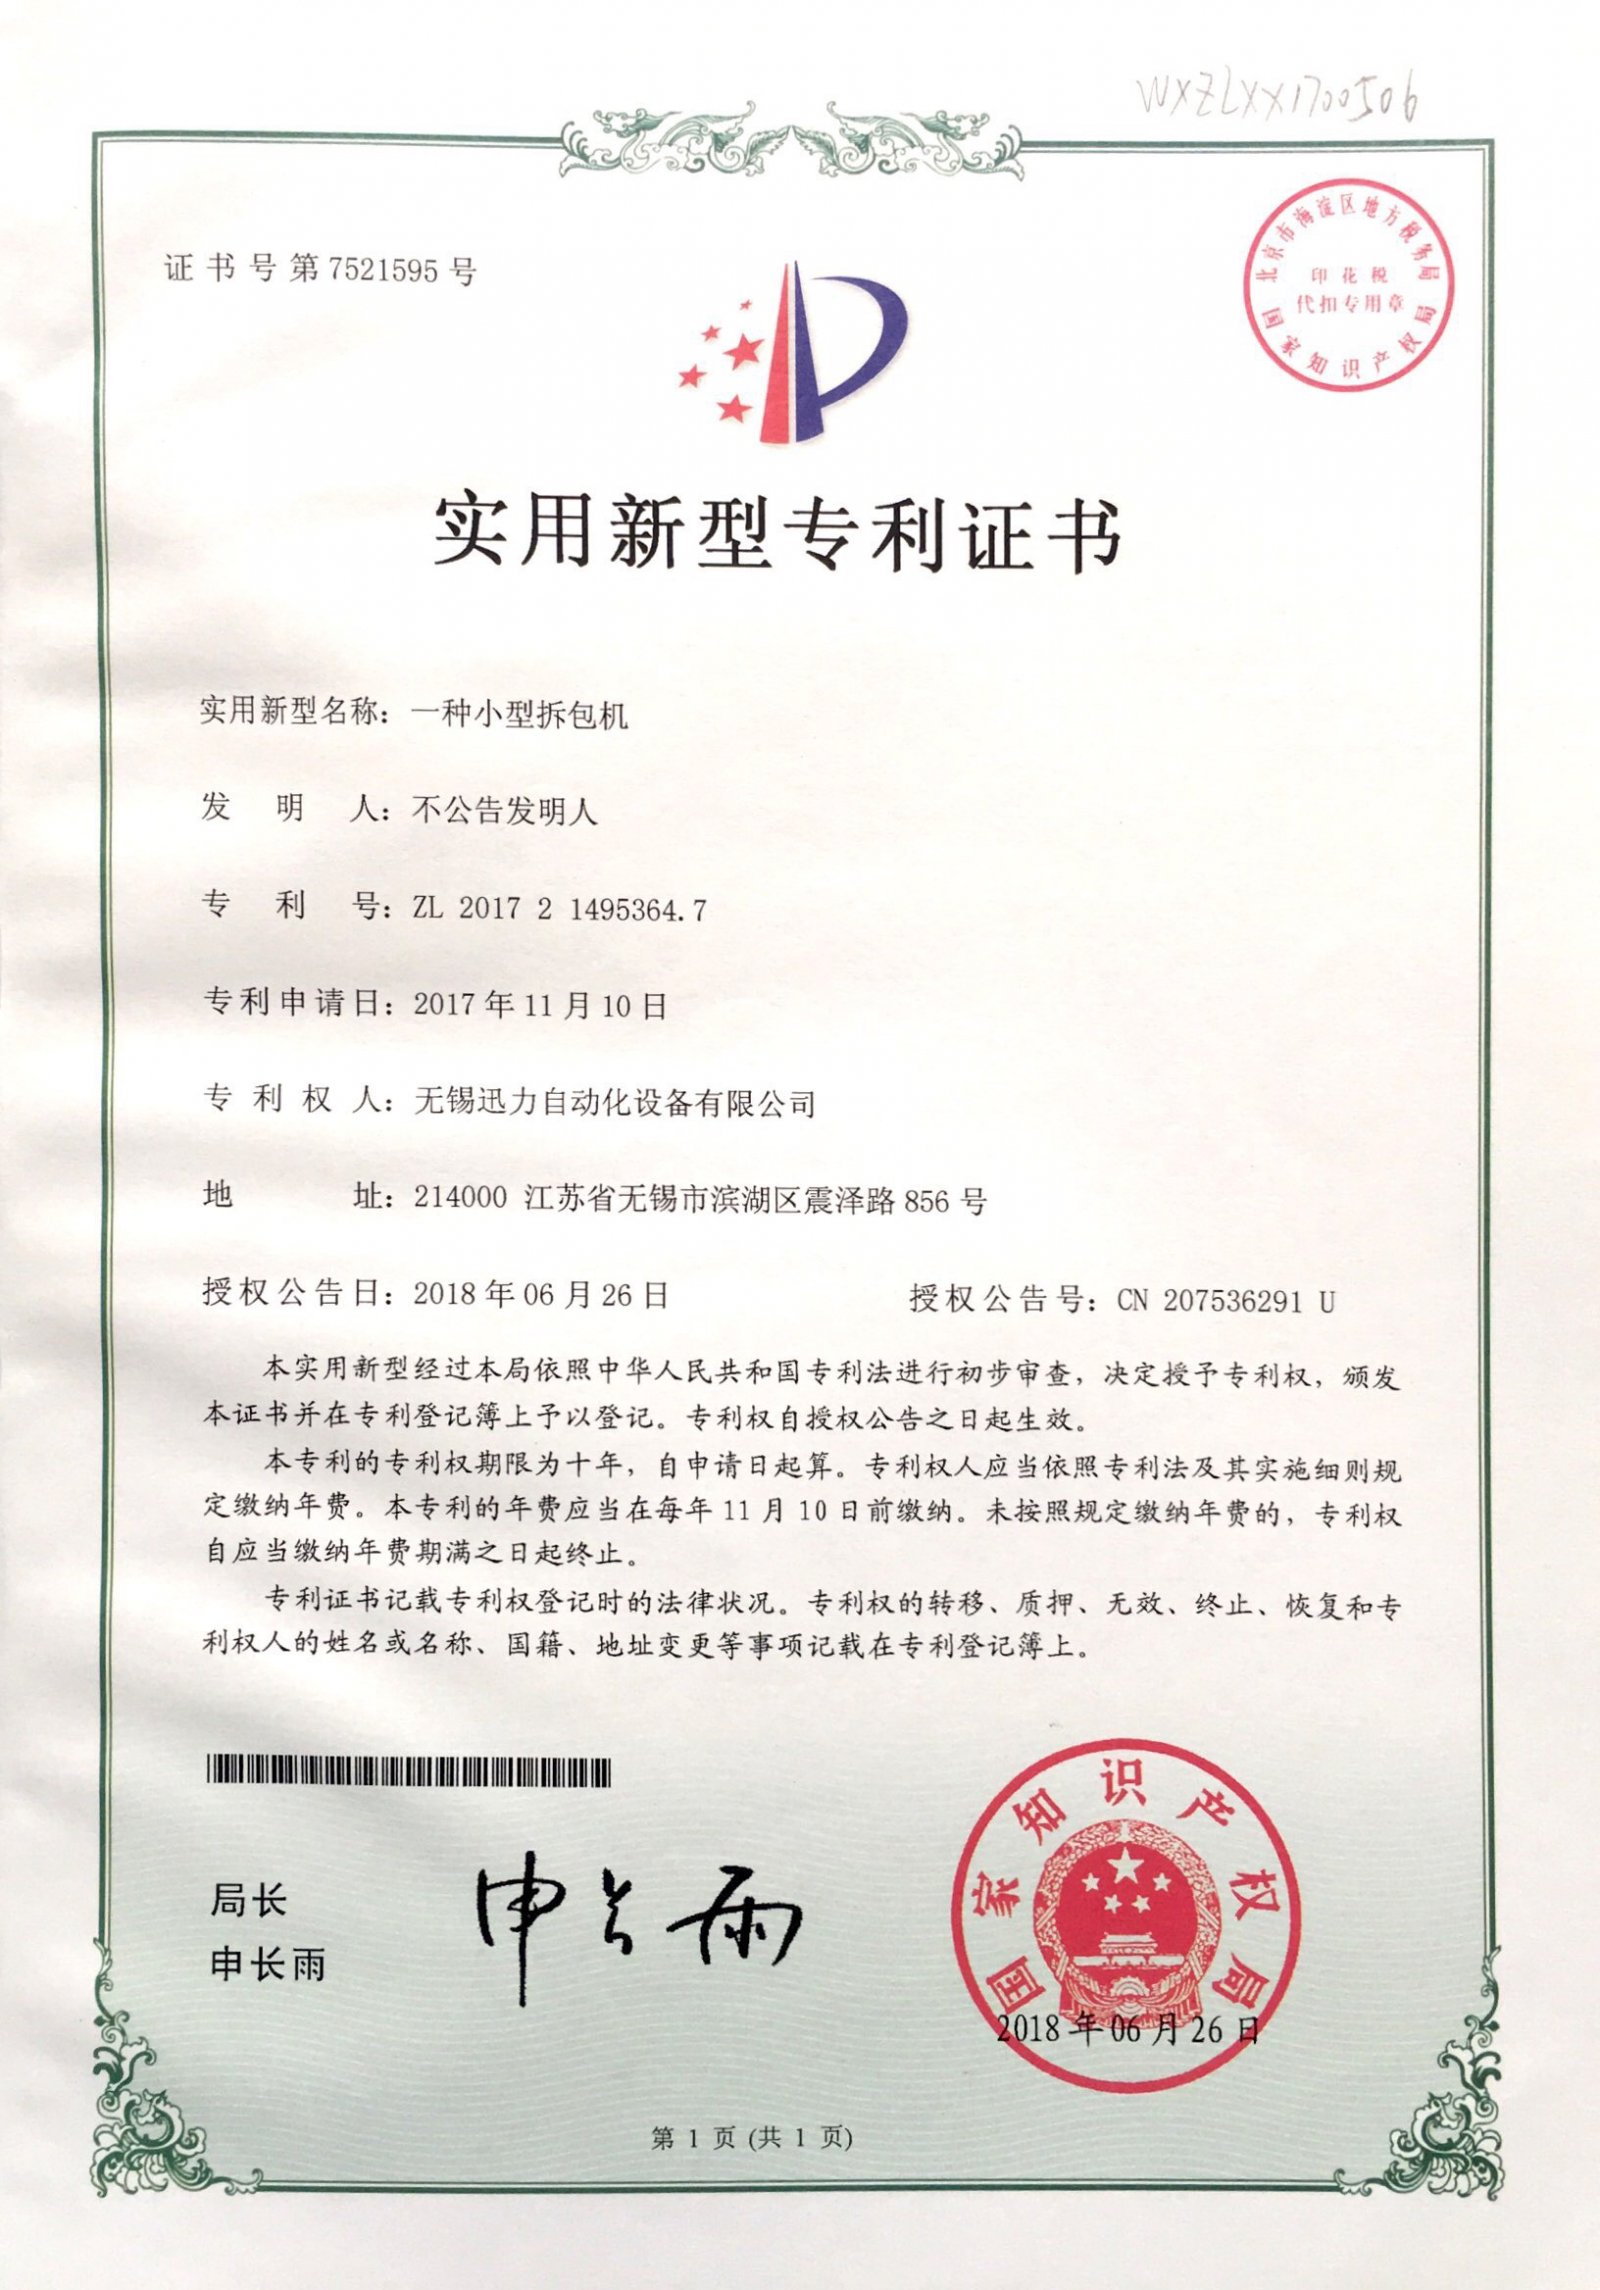 WXZLXX1700506
北京市海淀区地方税务局
印花税
代扣专用章
国家知识产权局
证书号第7521595号
实用新型专利证书
实用新型名称：一种小型拆包机
发明人：不公告发明人
专利号：ZL 2017 2 1495364.7
专利申请日：2017年11月10日
专利权人：无锡迅力自动化设备有限公司
地址：214000 江苏省无锡市滨湖区震泽路856号
授权公告日：2018年06月26日 授权公告号：CN 207536291 U
本实用新型经过本局依照中华人民共和国专利法进行初步审查，决定授予专利权，颁发
本证书并在专利登记簿上予以登记。专利权自授权公告之日起生效。
本专利的专利权期限为十年，自申请日起算。专利权人应当依照专利法及其实施细则规
定缴纳年费。本专利的年费应当在每年11月10日前缴纳。未按照规定缴纳年费的，专利权
自应当缴纳年费期满之日起终止。
专利证书记载专利权登记时的法律状况。专利权的转移、质押、无效、终止、恢复和专
利权人的姓名或名称、国籍、地址变更等事项记载在专利登记簿上。
局长
申长雨
申长雨
国家知识产权局
2018年06月26日
第 1 页 (共 1 页)